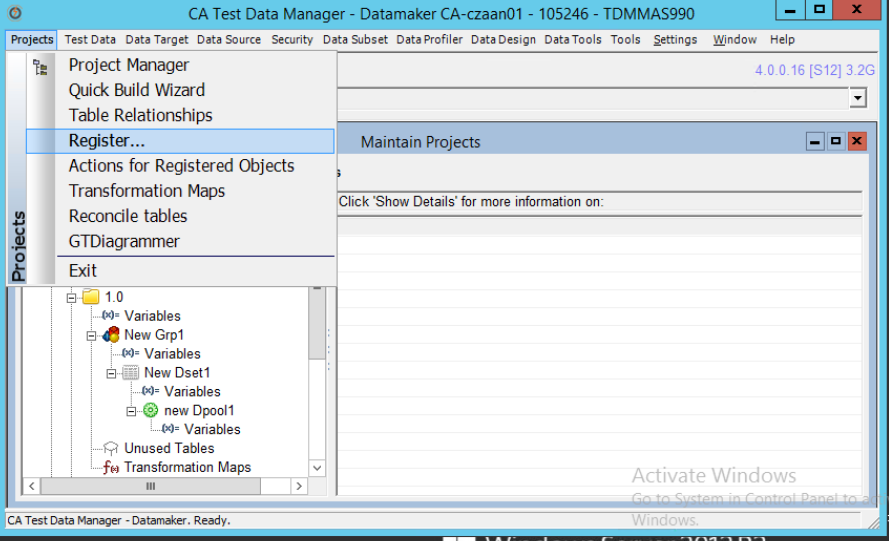 CA Test Data Manager - Datamaker CA-czaan01 - 105246 - TDMMAS990
Projects Test Data Data Target Data Source Security Data Subset Data Profiler Data Design Data Tools Tools Settings Window Help
4.0.0.16 [S12] 3.2G
Projects
Project Manager
Quick Build Wizard
Table Relationships
Register...
Actions for Registered Objects
Transformation Maps
Reconcile tables
GTDiagrammer
Exit
Maintain Projects
Click 'Show Details' for more information on:
1.0
(x)= Variables
New Grp1
(x)= Variables
New Dset1
(x)= Variables
new Dpool1
(x)= Variables
Unused Tables
Transformation Maps
Activate Windows
Go to System in Control Panel to
Windows.
CA Test Data Manager - Datamaker. Ready.